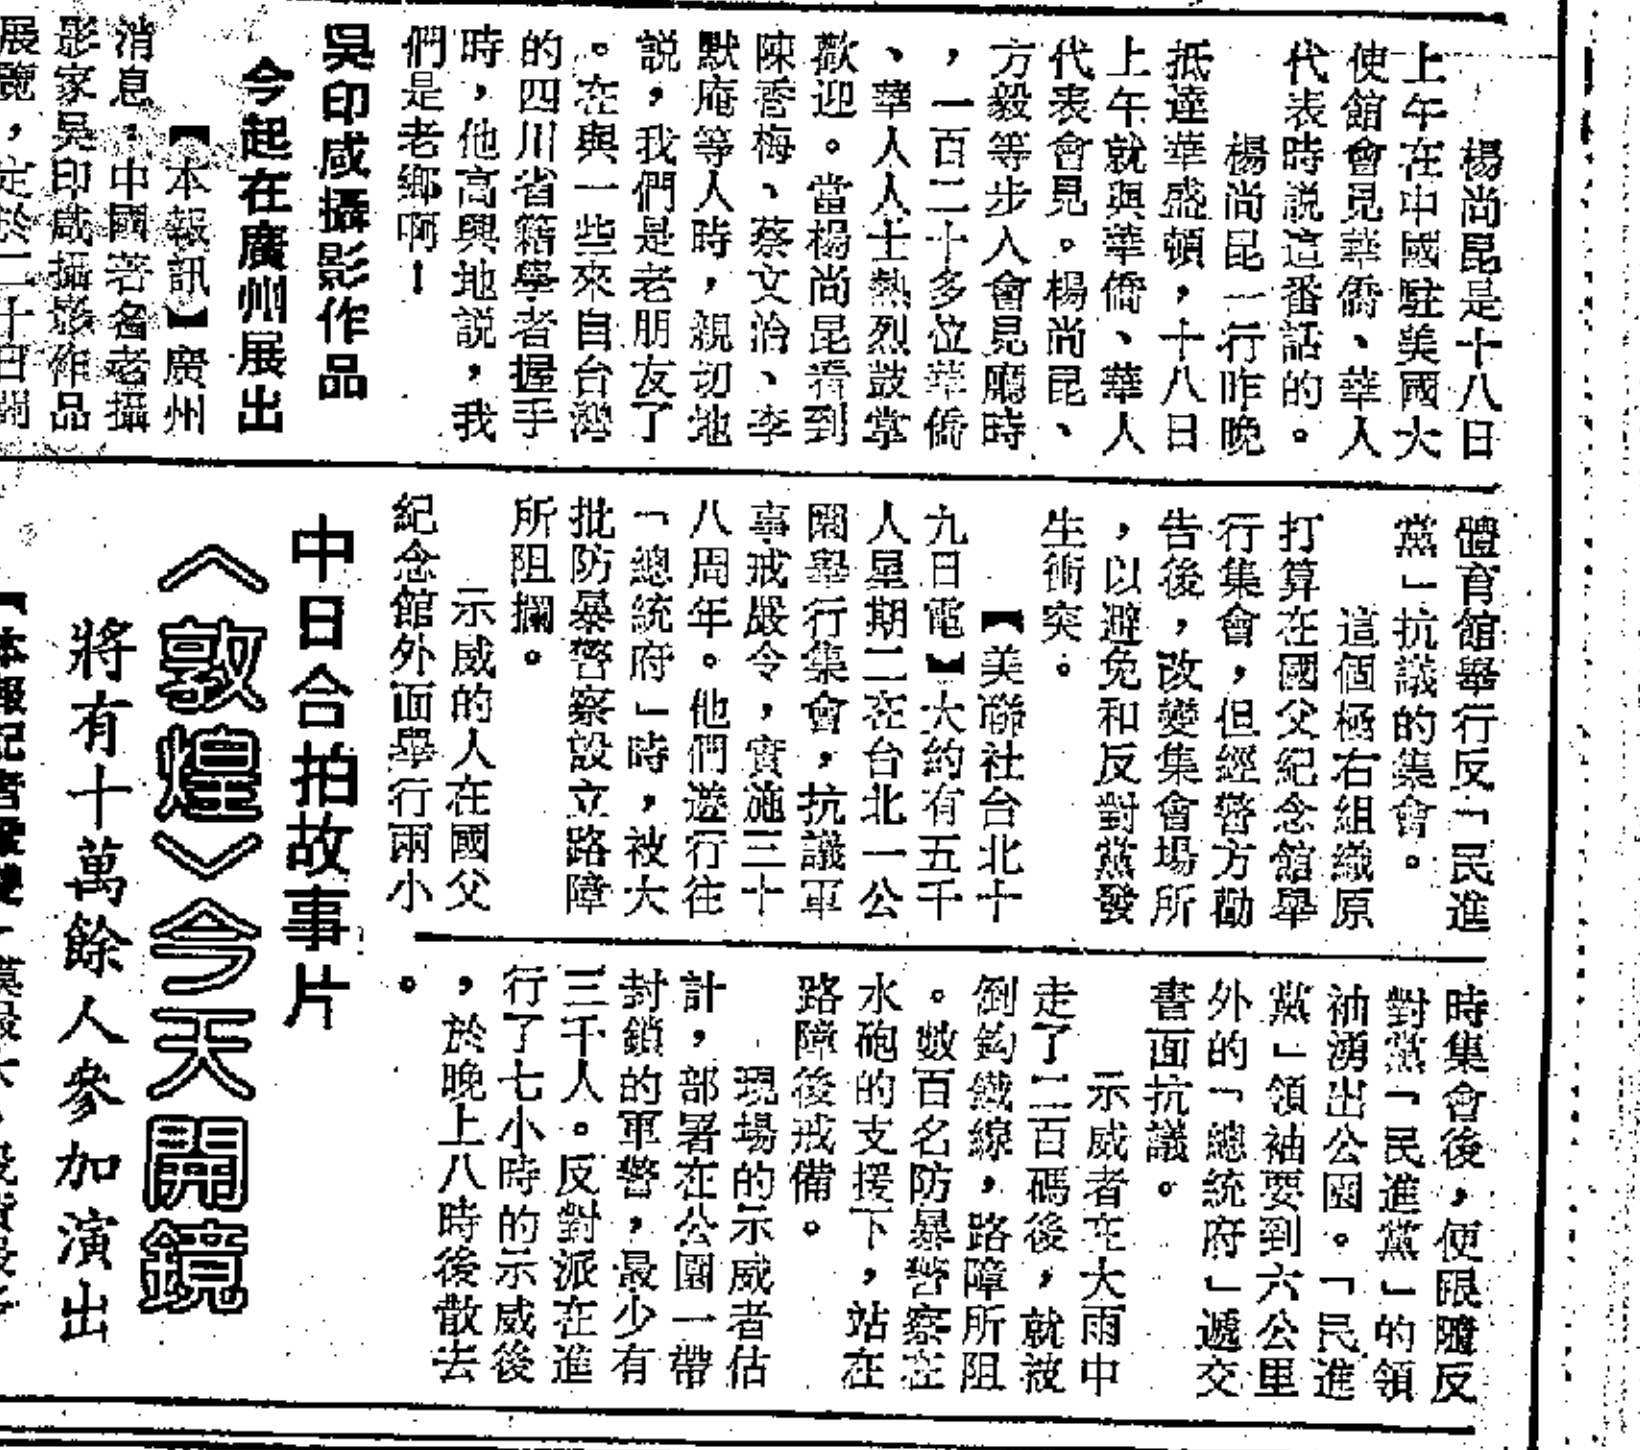 楊尚昆是十八日
上午在中國駐美國大
使館會見華僑、華人
代表時説這番話的。
楊尚昆一行昨晚
抵達華盛頓，十八日
上午就與華僑、華人
代表會見。楊尚昆、
方毅等步入會見廳時
，一百二十多位華僑
、華人人士熱烈鼓掌
歡迎。當楊尚昆看到
陳香梅、蔡文治、李
默庵等人時，親切地
説，我們是老朋友了
。在與一些來自台灣
的四川省籍學者握手
時，他高興地説，我
們是老鄉啊！
吳印咸攝影作品
今起在廣州展出
【本報訊】廣州
消息：中國著名老攝
影家吳印咸攝影作品
展覽，定於二十日開
體育館舉行反「民進
黨」抗議的集會。
這個極右組織原
打算在國父紀念館舉
行集會，但經警方勸
告後，改變集會場所
，以避免和反對黨發
生衝突。
【美聯社台北十
九日電】大約有五千
人星期二在台北一公
園舉行集會，抗議軍
事戒嚴令，實施三十
八周年。他們遊行往
「總統府」時，被大
批防暴警察設立路障
所阻攔。
示威的人在國父
紀念館外面舉行兩小
時集會後，便跟隨反
對黨「民進黨」的領
袖湧出公園。「民進
黨」領袖要到六公里
外的「總統府」遞交
書面抗議。
示威者在大雨中
走了二百碼後，就被
倒鈎鐵線，路障所阻
。數百名防暴警察在
水砲的支援下，站在
路障後戒備。
現場的示威者估
計，部署在公園一帶
封鎖的軍警，最少有
三千人。反對派在進
行了七小時的示威後
，於晚上八時後散去
。
中日合拍故事片
〈敦煌〉今天開鏡
將有十萬餘人參加演出
【本報記者